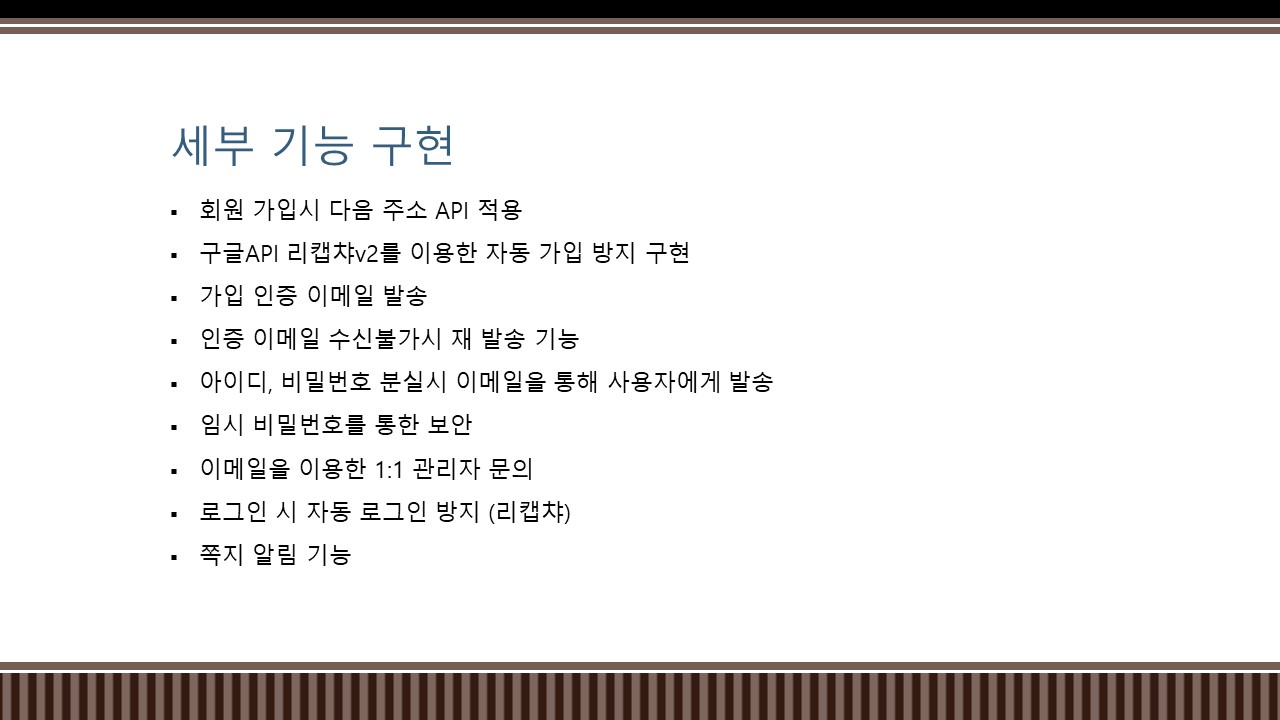 세부 기능 구현
▪ 회원 가입시 다음 주소 API 적용
▪ 구글API 리캡챠v2를 이용한 자동 가입 방지 구현
▪ 가입 인증 이메일 발송
▪ 인증 이메일 수신불가시 재 발송 기능
▪ 아이디, 비밀번호 분실시 이메일을 통해 사용자에게 발송
▪ 임시 비밀번호를 통한 보안
▪ 이메일을 이용한 1:1 관리자 문의
▪ 로그인 시 자동 로그인 방지 (리캡챠)
▪ 쪽지 알림 기능